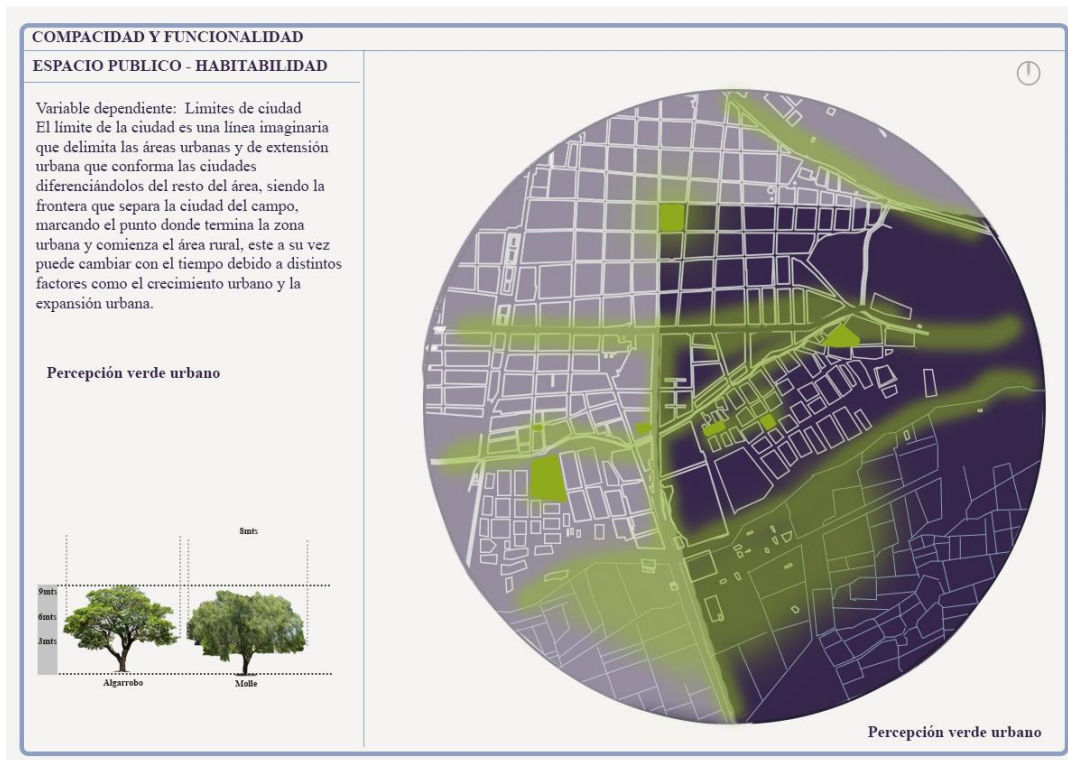 COMPACIDAD Y FUNCIONALIDAD
ESPACIO PUBLICO - HABITABILIDAD
Variable dependiente: Limites de ciudad
El límite de la ciudad es una línea imaginaria
que delimita las áreas urbanas y de extensión
urbana que conforma las ciudades
diferenciándolos del resto del área, siendo la
frontera que separa la ciudad del campo,
marcando el punto donde termina la zona
urbana y comienza el área rural, este a su vez
puede cambiar con el tiempo debido a distintos
factores como el crecimiento urbano y la
expansión urbana.
Percepción verde urbano
8mts
9mts
6mts
3mts
Algarrobo
Molle
Percepción verde urbano